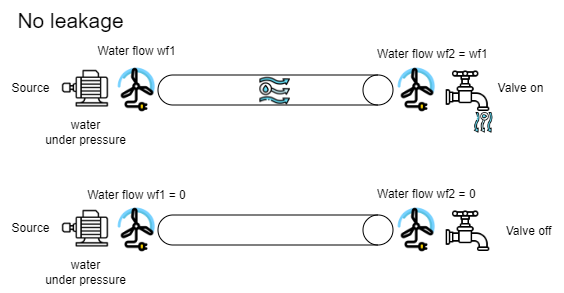 No leakage
Water flow wf1
Water flow wf2 = wf1
Source
Valve on
water
under pressure
Water flow wf1 = 0
Water flow wf2 = 0
Source
Valve off
water
under pressure